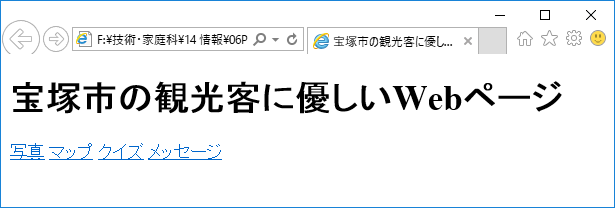 F:¥技術・家庭科¥14 情報¥06P
宝塚市の観光客に優し...
宝塚市の観光客に優しいWebページ
写真 マップ クイズ メッセージ